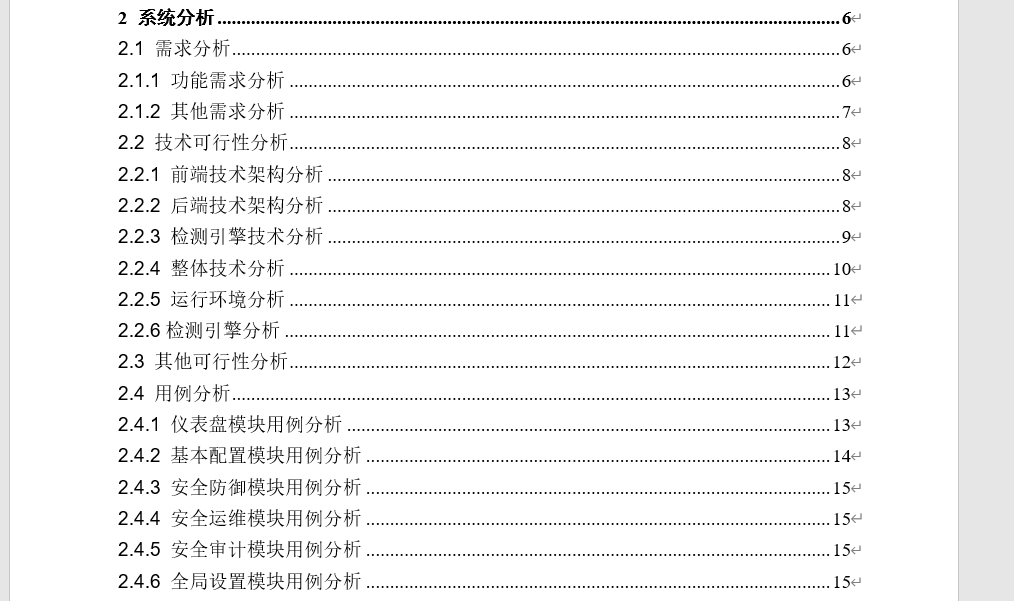 2 系统分析........................................6
2.1 需求分析........................................6
2.1.1 功能需求分析........................................6
2.1.2 其他需求分析........................................7
2.2 技术可行性分析........................................8
2.2.1 前端技术架构分析........................................8
2.2.2 后端技术架构分析........................................8
2.2.3 检测引擎技术分析........................................9
2.2.4 整体技术分析........................................10
2.2.5 运行环境分析........................................11
2.2.6 检测引擎分析........................................11
2.3 其他可行性分析........................................12
2.4 用例分析........................................13
2.4.1 仪表盘模块用例分析........................................13
2.4.2 基本配置模块用例分析........................................14
2.4.3 安全防御模块用例分析........................................15
2.4.4 安全运维模块用例分析........................................15
2.4.5 安全审计模块用例分析........................................15
2.4.6 全局设置模块用例分析........................................15